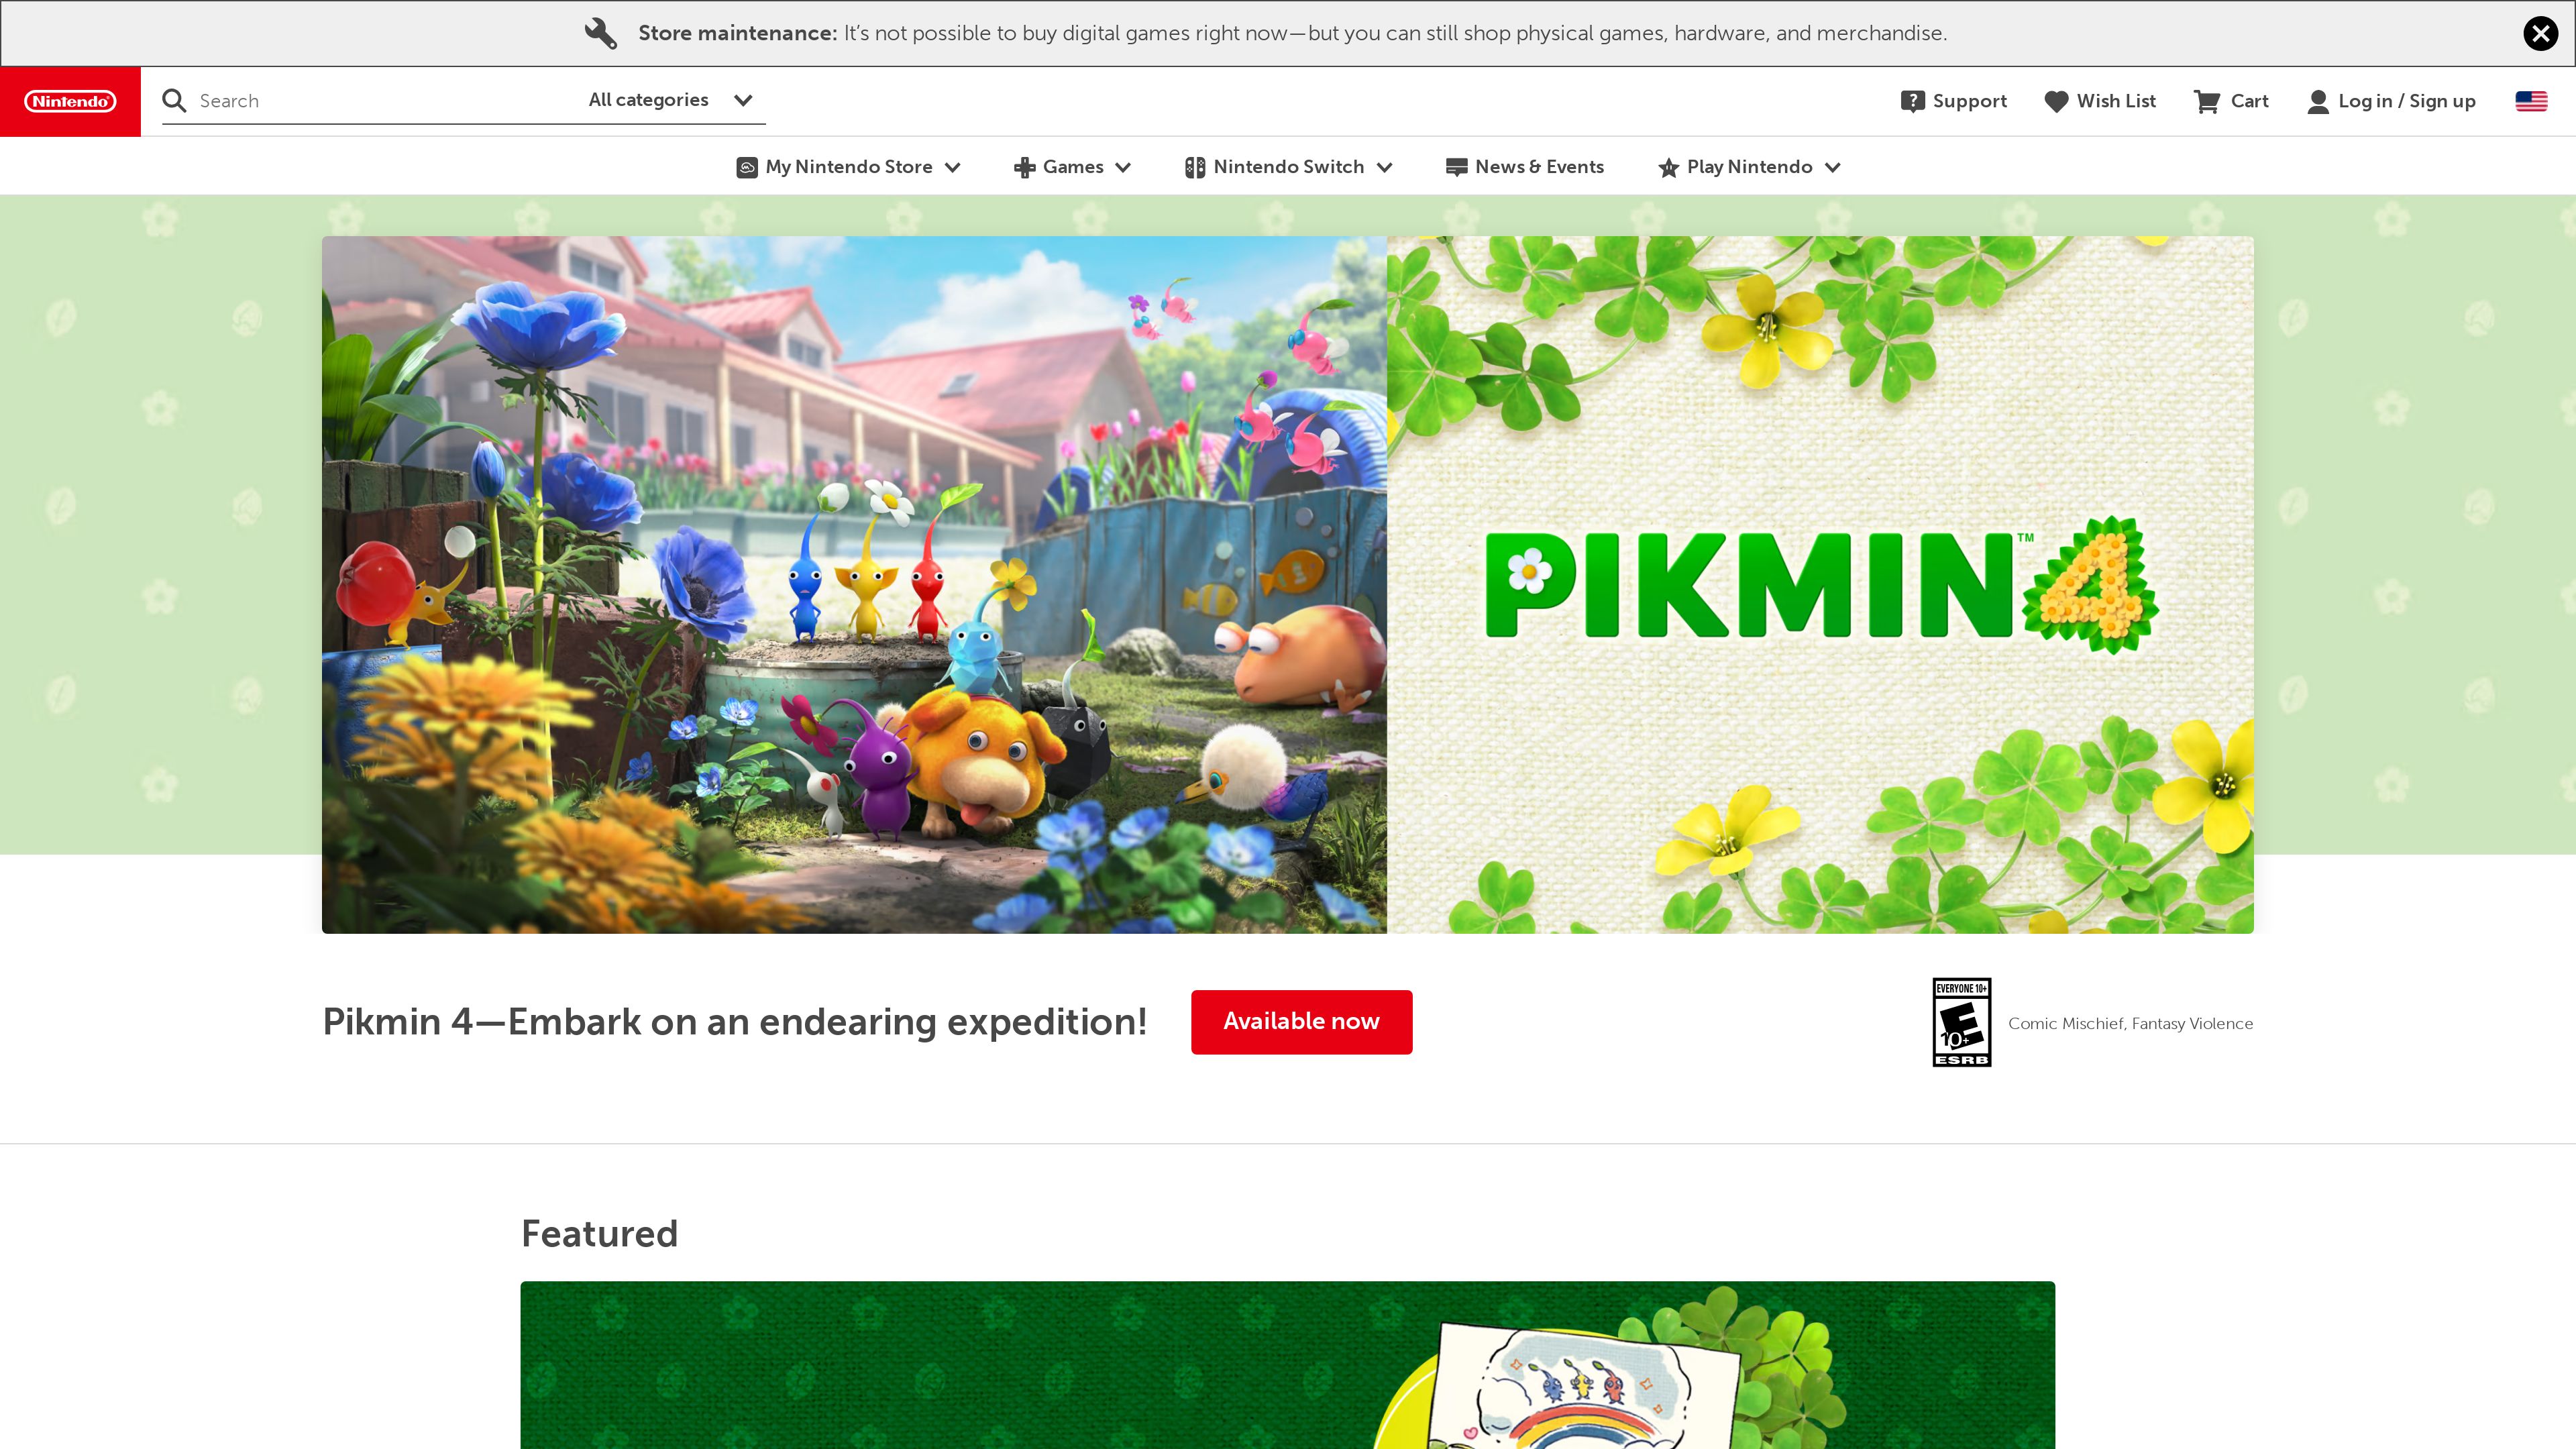 Store maintenance: It’s not possible to buy digital games right now—but you can still shop physical games, hardware, and merchandise.
Nintendo
Search
All categories
Support
Wish List
Cart
Log in / Sign up
My Nintendo Store
Games
Nintendo Switch
News & Events
Play Nintendo
PIKMIN™4
Pikmin 4—Embark on an endearing expedition!
Available now
EVERYONE 10+
E
10+
ESRB
Comic Mischief, Fantasy Violence
Featured